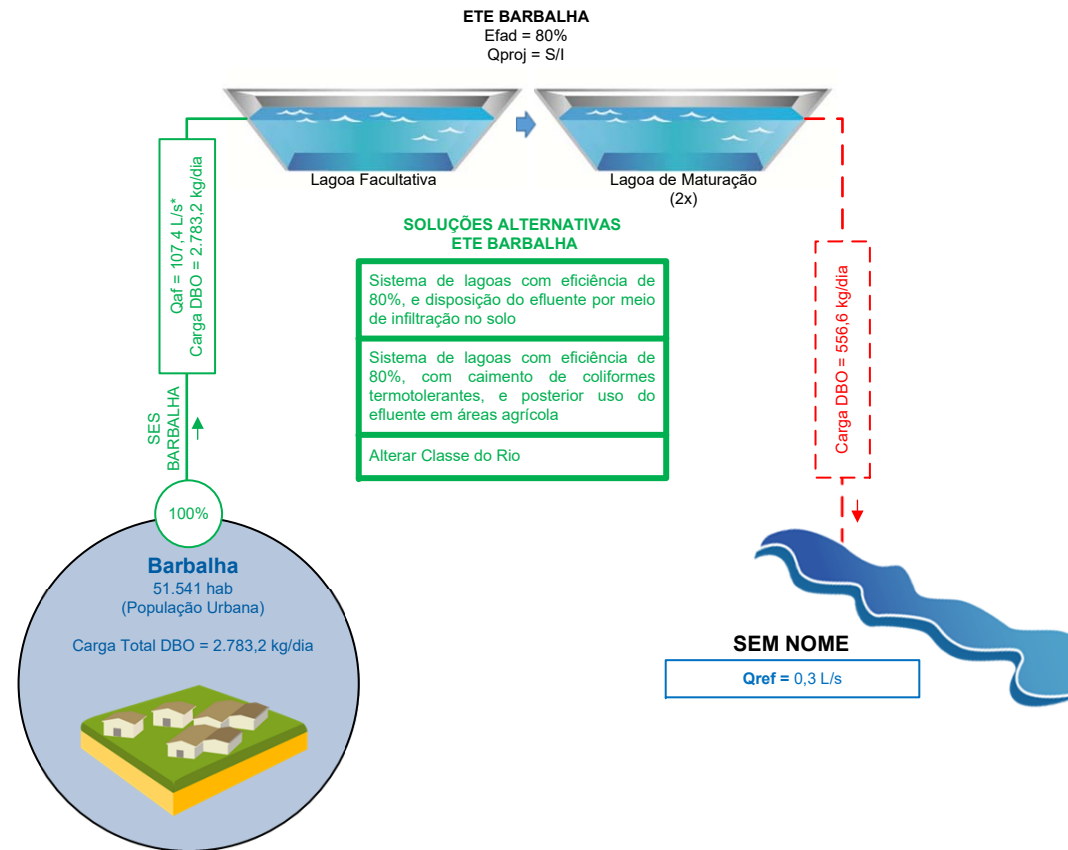 ETE BARBALHA
Efad = 80%
Qproj = S/I
Lagoa Facultativa
Lagoa de Maturação
(2x)
Qaf = 107,4 L/s*
Carga DBO = 2.783,2 kg/dia
SES
BARBALHA
100%
SOLUÇÕES ALTERNATIVAS
ETE BARBALHA
Sistema de lagoas com eficiência de
80%, e disposição do efluente por meio
de infiltração no solo
Sistema de lagoas com eficiência de
80%, com caimento de coliformes
termotolerantes, e posterior uso do
efluente em áreas agrícola
Alterar Classe do Rio
Carga DBO = 556,6 kg/dia
Barbalha
51.541 hab
(População Urbana)
Carga Total DBO = 2.783,2 kg/dia
SEM NOME
Qref = 0,3 L/s